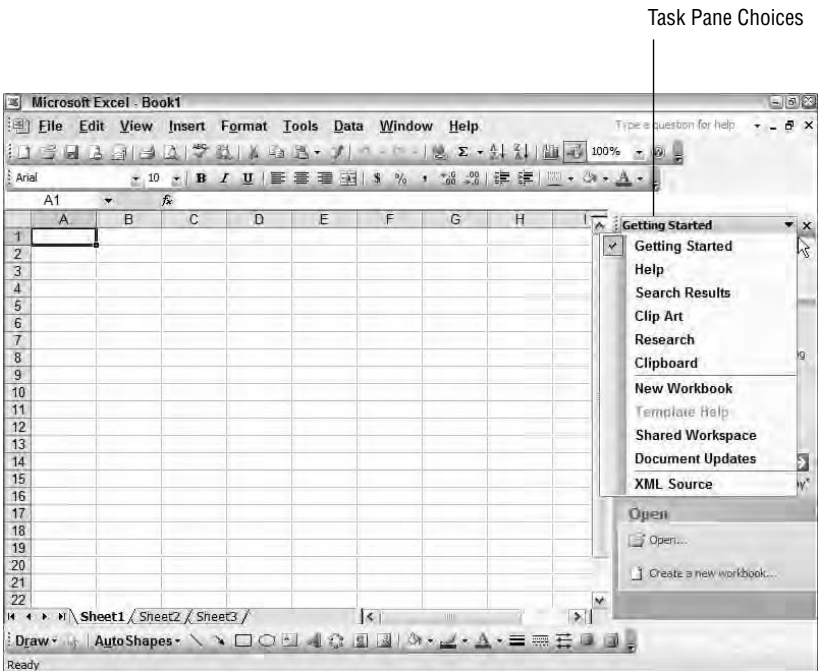 Task Pane Choices
Microsoft Excel - Book1
File Edit View Insert Format Tools Data Window Help
Type a question for help
100%
Arial 10 B I U $ % ,
A1 fx
A B C D E F G H
Getting Started
1
2
3
4
5
6
7
8
9
10
11
12
13
14
15
16
17
18
19
20
21
22
Getting Started
Help
Search Results
Clip Art
Research
Clipboard
New Workbook
Template Help
Shared Workspace
Document Updates
XML Source
Open
Open...
Create a new workbook...
Sheet1 / Sheet2 / Sheet3 /
Draw AutoShapes
Ready